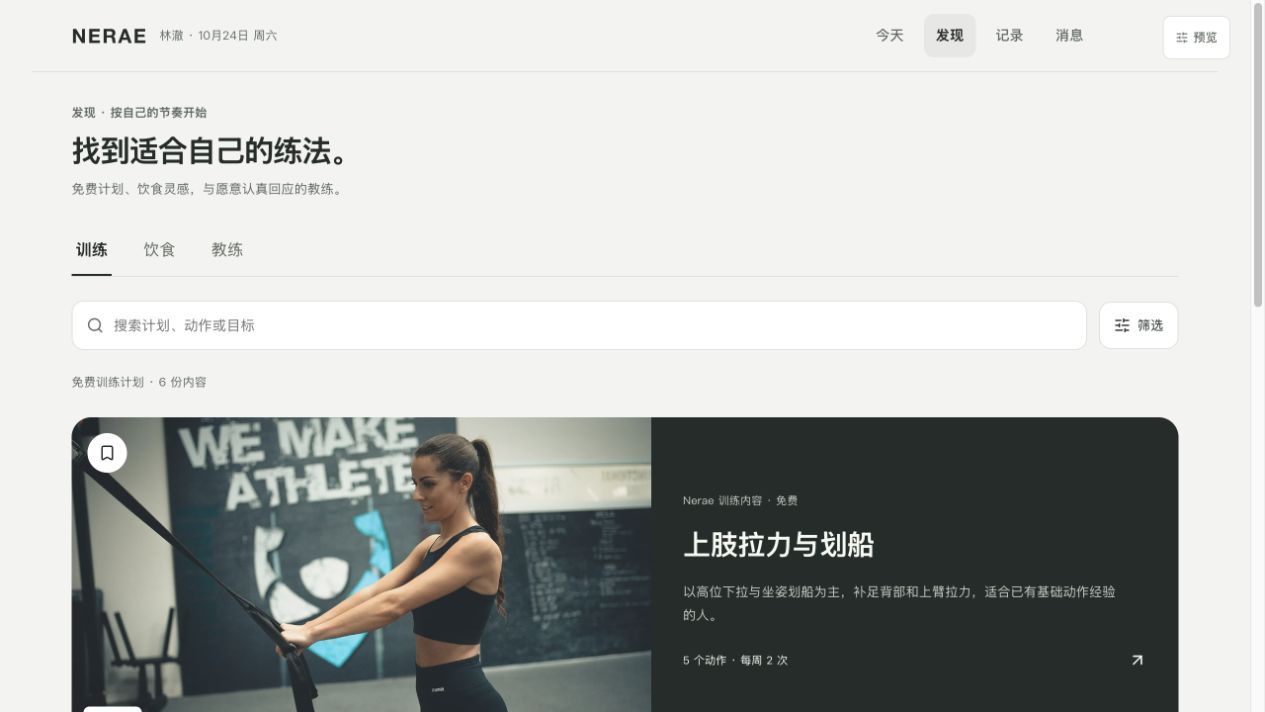 NERAE 林澈 · 10月24日 周六
今天 发现 记录 消息 预览
发现 · 按自己的节奏开始
找到适合自己的练法。
免费计划、饮食灵感，与愿意认真回应的教练。
训练 饮食 教练
搜索计划、动作或目标 筛选
免费训练计划 · 6 份内容
WE MAKE
ATHLETE
Nerae 训练内容 · 免费
上肢拉力与划船
以高位下拉与坐姿划船为主，补足背部和上臂拉力，适合已有基础动作经验
的人。
5 个动作 · 每周 2 次